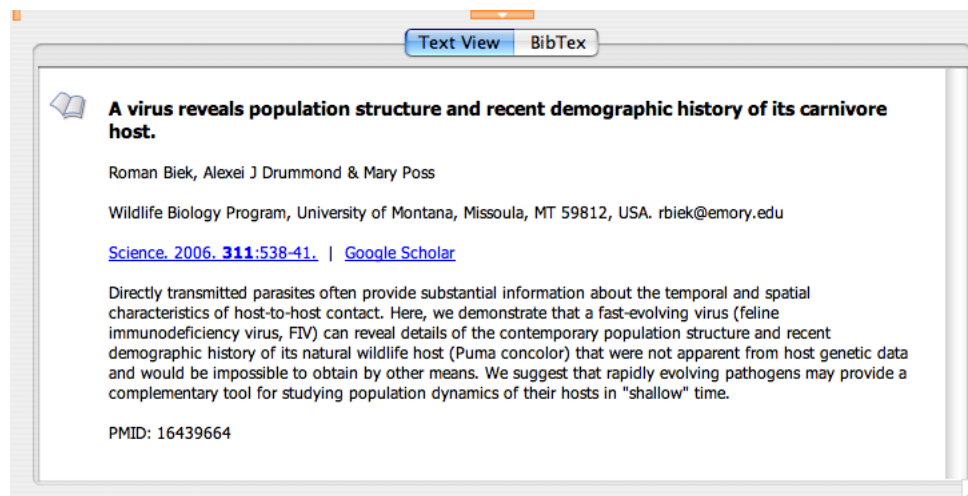 Text View BibTex
A virus reveals population structure and recent demographic history of its carnivore
host.
Roman Biek, Alexei J Drummond & Mary Poss
Wildlife Biology Program, University of Montana, Missoula, MT 59812, USA. rbiek@emory.edu
Science. 2006. 311:538-41. | Google Scholar
Directly transmitted parasites often provide substantial information about the temporal and spatial
characteristics of host-to-host contact. Here, we demonstrate that a fast-evolving virus (feline
immunodeficiency virus, FIV) can reveal details of the contemporary population structure and recent
demographic history of its natural wildlife host (Puma concolor) that were not apparent from host genetic data
and would be impossible to obtain by other means. We suggest that rapidly evolving pathogens may provide a
complementary tool for studying population dynamics of their hosts in "shallow" time.
PMID: 16439664